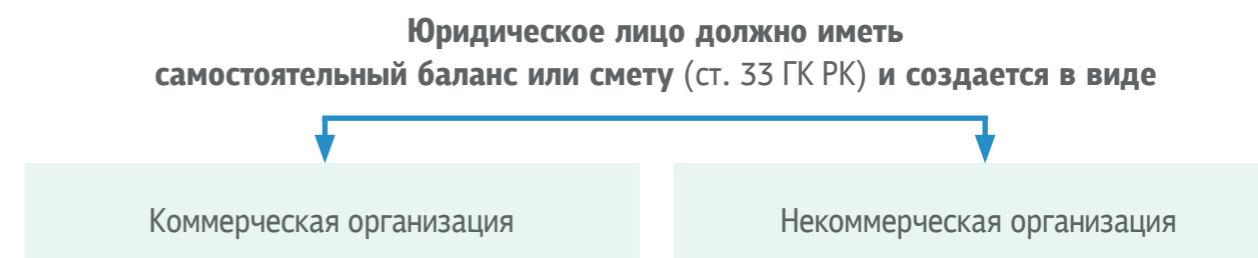 Юридическое лицо должно иметь
самостоятельный баланс или смету (ст. 33 ГК РК) и создается в виде
Коммерческая организация
Некоммерческая организация